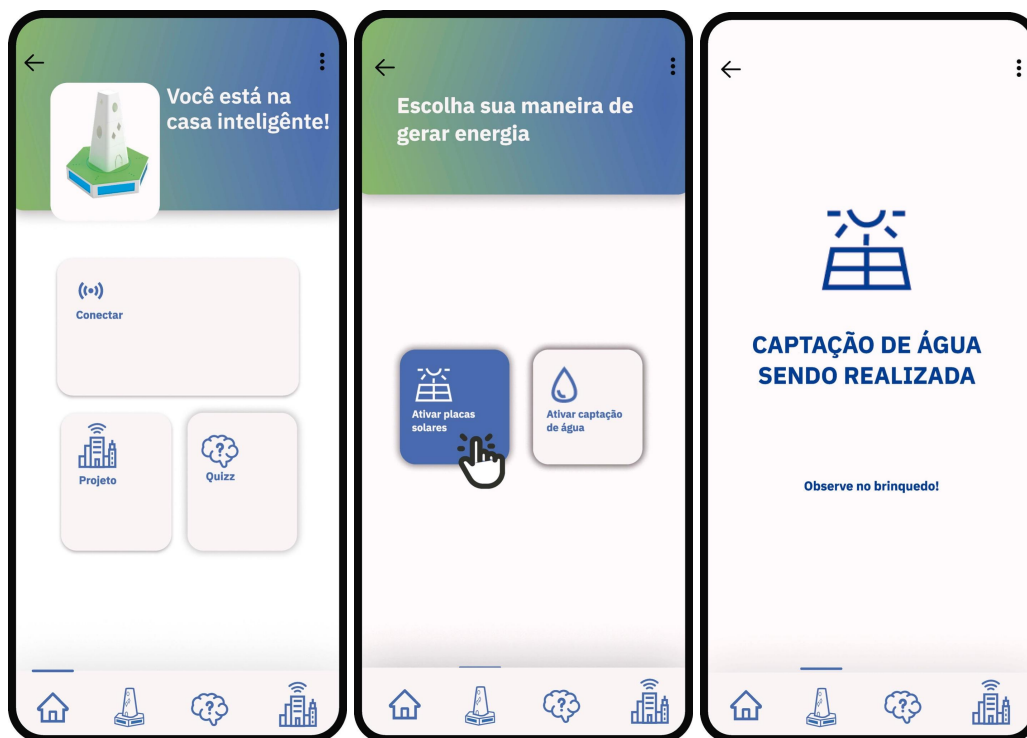 Você está na
casa inteligênte!
Conectar
Projeto
Quizz
Escolha sua maneira de
gerar energia
Ativar placas
solares
Ativar captação
de água
CAPTAÇÃO DE ÁGUA
SENDO REALIZADA
Observe no brinquedo!